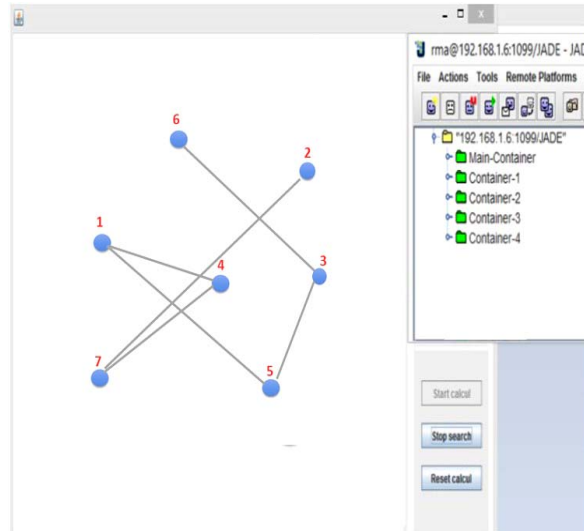 rma@192.168.1.6:1099/JADE - JAD
File Actions Tools Remote Platforms
"192.168.1.6:1099/JADE"
Main-Container
Container-1
Container-2
Container-3
Container-4
6
2
1
4
3
7
5
Start calcul
Stop search
Reset calcul